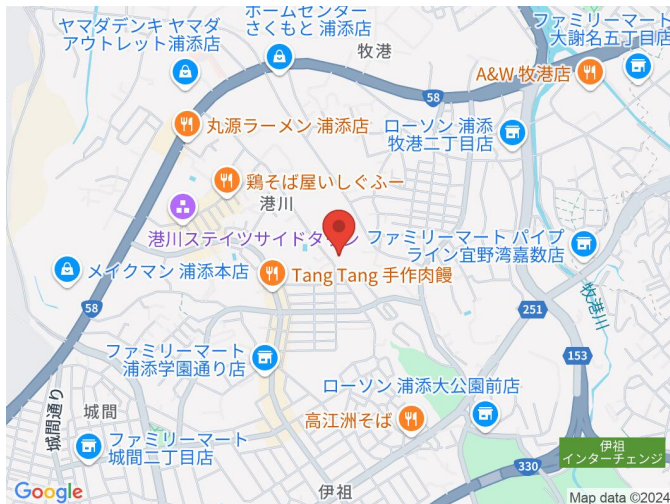 ヤマダデンキ ヤマダ
アウトレット浦添店
ホームセンター
さくもと 浦添店
牧港
ファミリーマート
大謝名五丁目店
A&W 牧港店
58
丸源ラーメン 浦添店
ローソン 浦添
牧港二丁目店
鶏そば屋いしぐふー
港川
港川ステイツサイドタウン
ファミリーマート パイプ
ライン宜野湾嘉数店
メイクマン 浦添本店
Tang Tang 手作肉饅
牧港川
58
251
153
ファミリーマート
浦添学園通り店
ローソン 浦添大公園前店
城間通り
城間
高江洲そば
ファミリーマート
城間二丁目店
伊祖
インターチェンジ
330
伊祖
Google
Map data ©2024